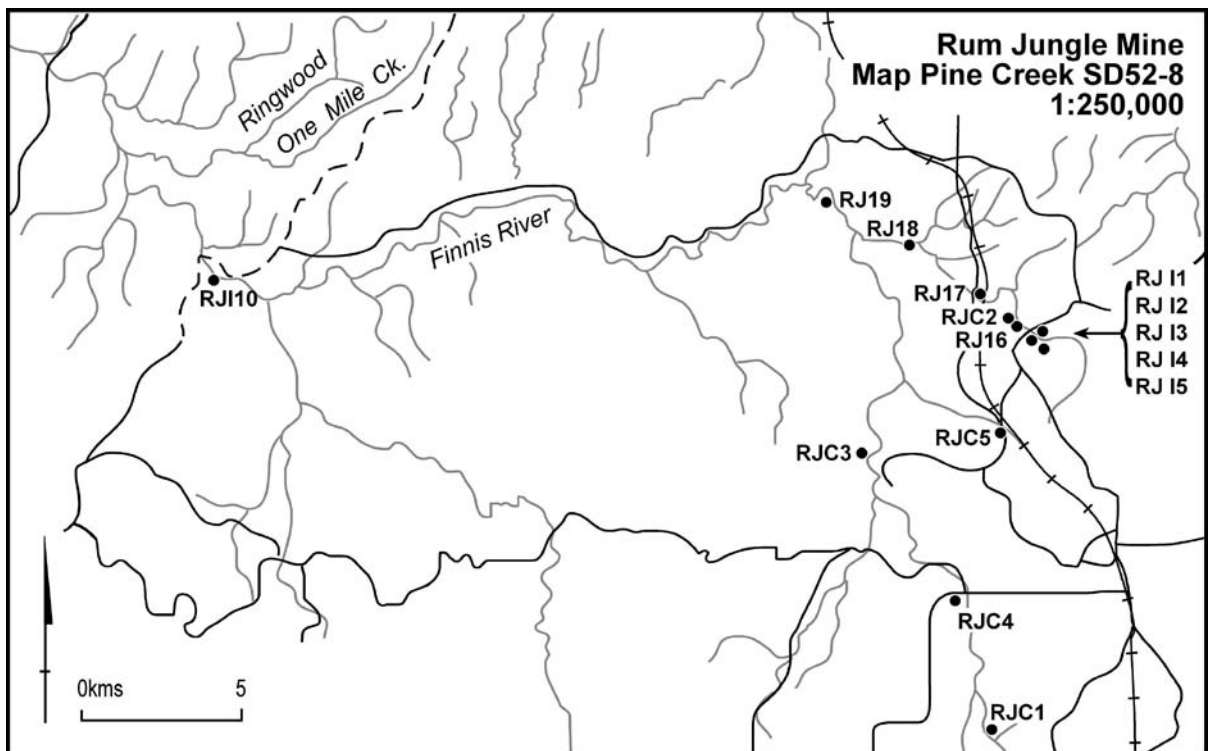 Rum Jungle Mine
Map Pine Creek SD52-8
1:250,000
Ringwood
One Mile Ck.
Finnis River
RJ19
RJ18
RJI10
RJ17
RJC2
RJ16
RJ I1
RJ I2
RJ I3
RJ I4
RJ I5
RJC5
RJC3
RJC4
RJC1
0kms 5